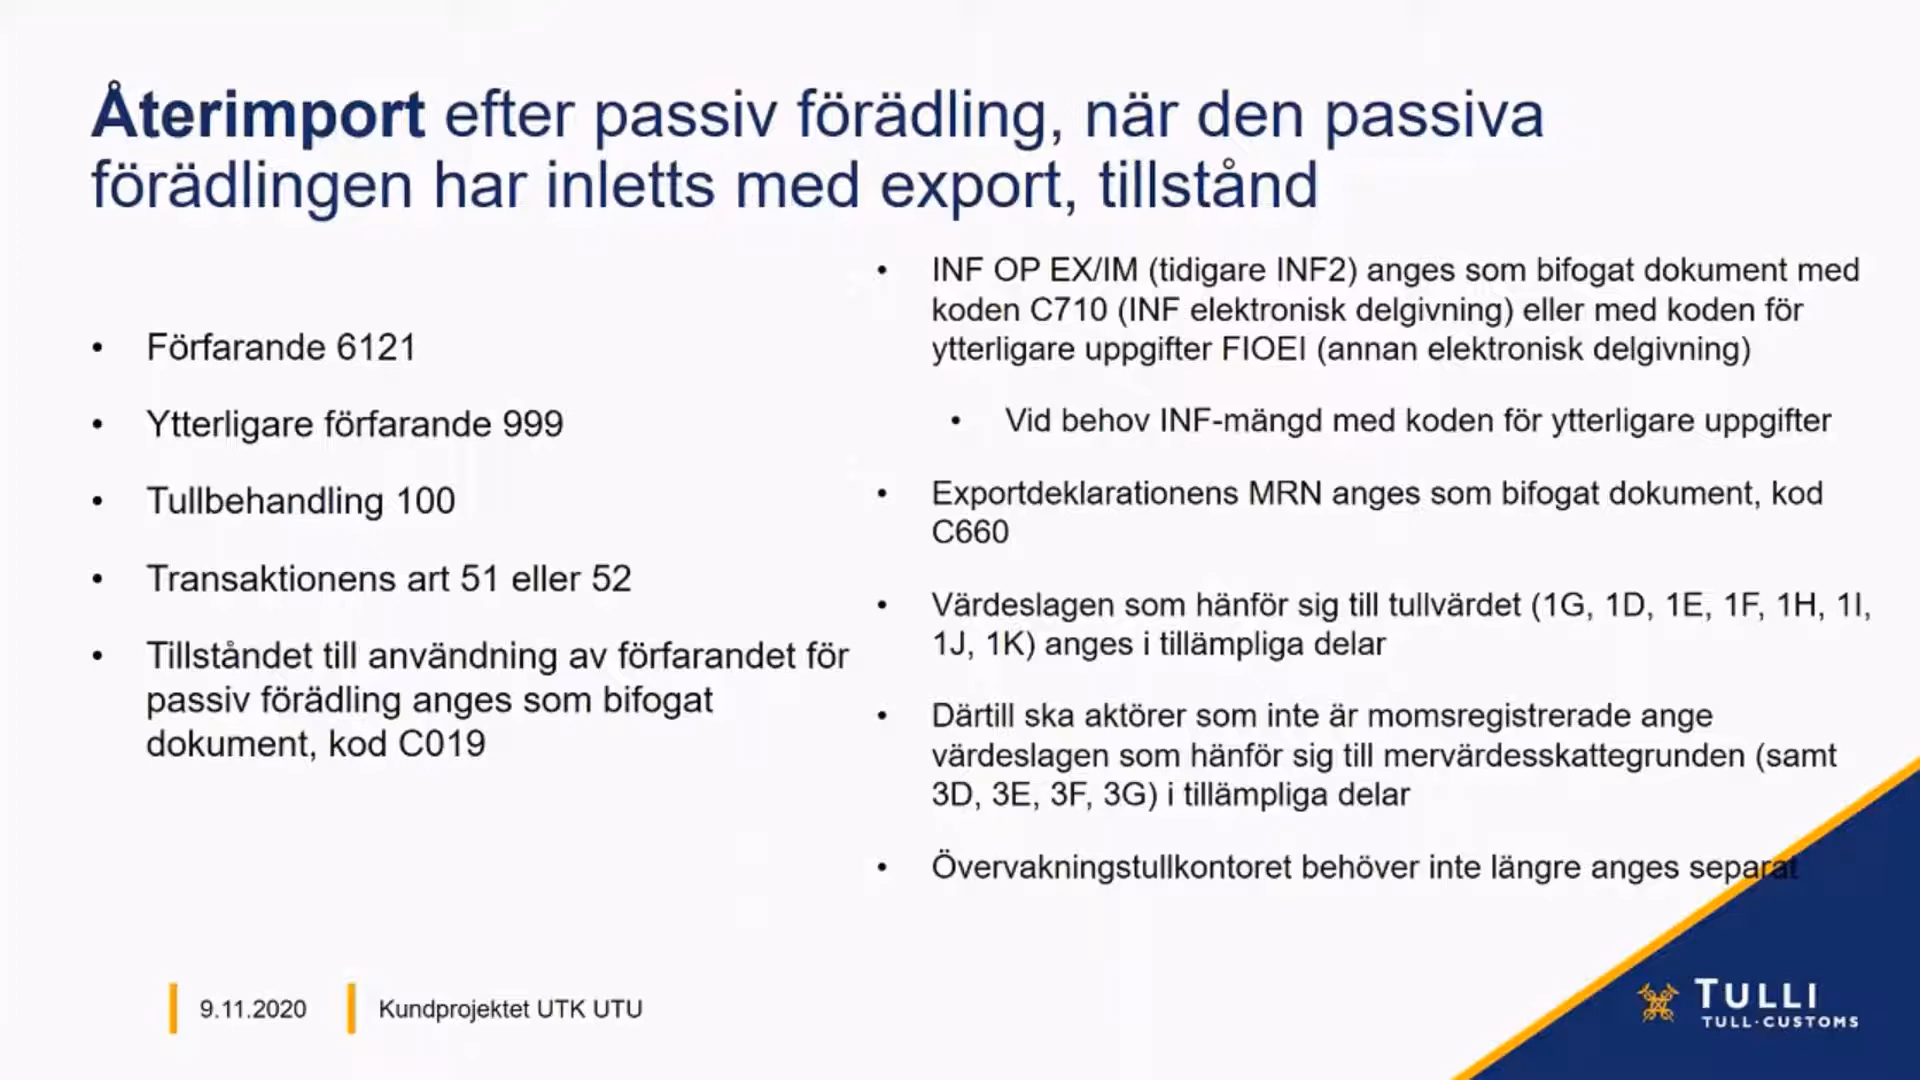 Återimport efter passiv förädling, när den passiva
förädlingen har inletts med export, tillstånd
• Förfarande 6121
• Ytterligare förfarande 999
• Tullbehandling 100
• Transaktionens art 51 eller 52
• Tillståndet till användning av förfarandet för
passiv förädling anges som bifogat
dokument, kod C019
• INF OP EX/IM (tidigare INF2) anges som bifogat dokument med
koden C710 (INF elektronisk delgivning) eller med koden för
ytterligare uppgifter FIOEI (annan elektronisk delgivning)
• Vid behov INF-mängd med koden för ytterligare uppgifter
• Exportdeklarationens MRN anges som bifogat dokument, kod
C660
• Värdeslagen som hänför sig till tullvärdet (1G, 1D, 1E, 1F, 1H, 1I,
1J, 1K) anges i tillämpliga delar
• Därtill ska aktörer som inte är momsregistrerade ange
värdeslagen som hänför sig till mervärdesskattegrunden (samt
3D, 3E, 3F, 3G) i tillämpliga delar
• Övervakningstullkontoret behöver inte längre anges separat
9.11.2020
Kundprojektet UTK UTU
TULLI
TULL·CUSTOMS